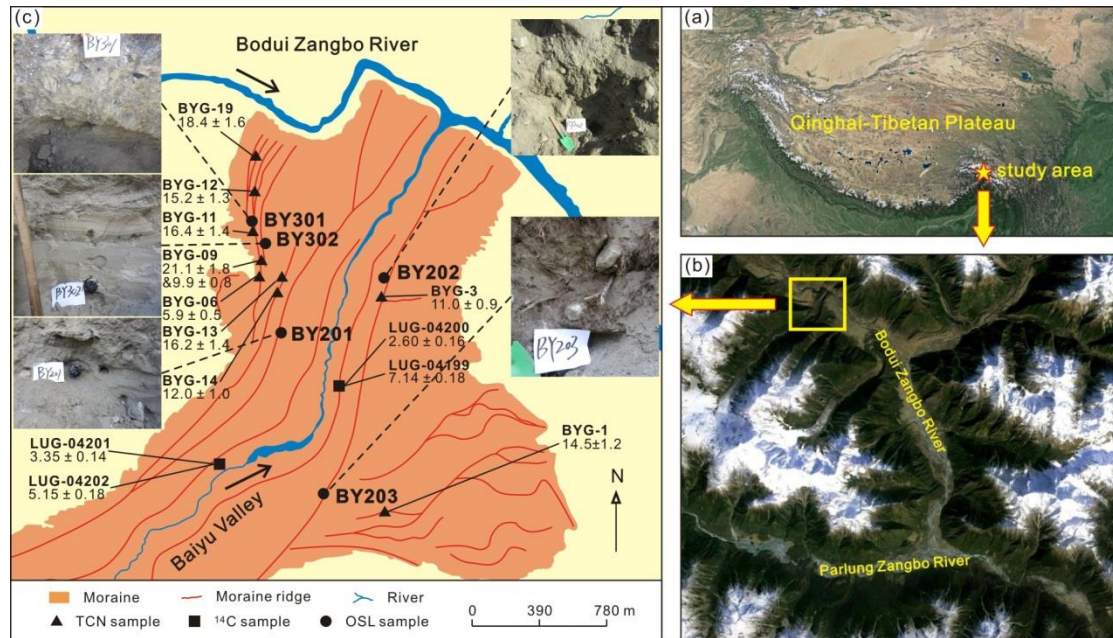 (c)
Bodui Zangbo River
BY301
BYG-19
18.4 ± 1.6
BYG-12
15.2 ± 1.3
BYG-11
16.4 ± 1.4
BY301
BY302
BYG-09
21.1 ± 1.8
&9.9 ± 0.8
BY302
BYG-06
5.9 ± 0.5
BYG-13
16.2 ± 1.4
BY202
BYG-3
11.0 ± 0.9
BY201
BY201
LUG-04200
2.60 ± 0.16
LUG-04199
7.14 ± 0.18
BY203
BYG-14
12.0 ± 1.0
BYG-1
14.5±1.2
LUG-04201
3.35 ± 0.14
LUG-04202
5.15 ± 0.18
BY203
Baiyu Valley
N
Moraine
Moraine ridge
River
TCN sample
¹⁴C sample
OSL sample
0 390 780 m
(a)
Qinghai-Tibetan Plateau
study area
(b)
Bodui Zangbo River
Parlung Zangbo River